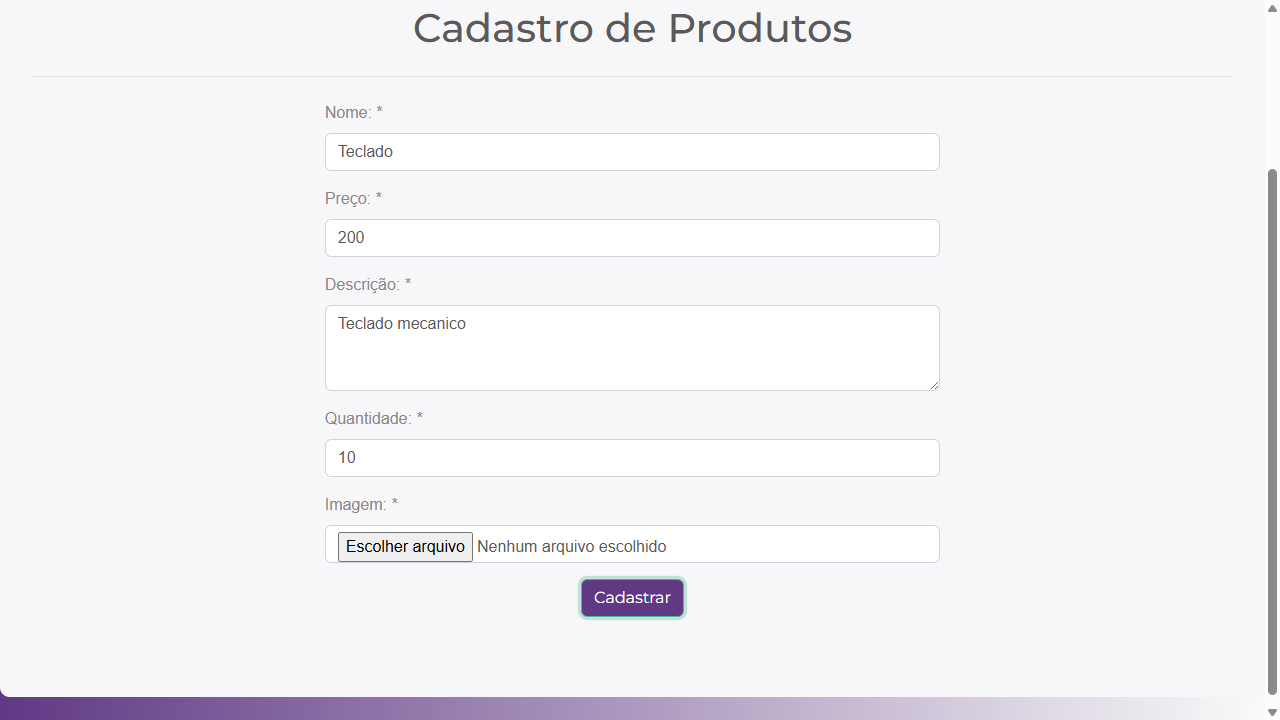 Cadastro de Produtos
Nome: *
Teclado
Preço: *
200
Descrição: *
Teclado mecanico
Quantidade: *
10
Imagem: *
Escolher arquivo Nenhum arquivo escolhido
Cadastrar